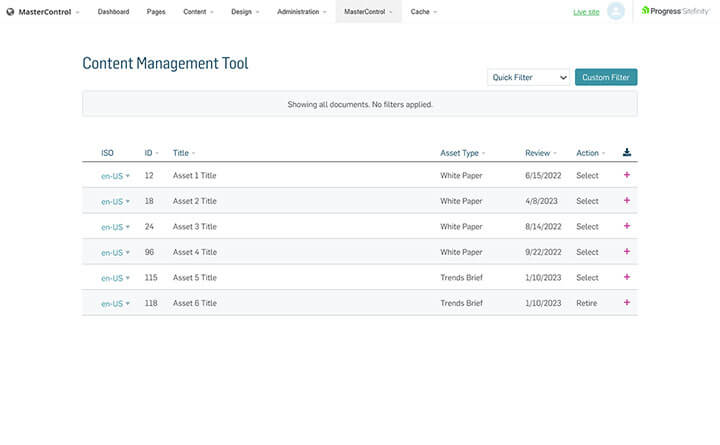 MasterControl Dashboard Pages Content Design Administration MasterControl Cache Live site Progress Sitefinity
Content Management Tool
Quick Filter Custom Filter
Showing all documents. No filters applied.
ISO ID Title Asset Type Review Action
en-US 12 Asset 1 Title White Paper 6/15/2022 Select +
en-US 18 Asset 2 Title White Paper 4/8/2023 Select +
en-US 24 Asset 3 Title White Paper 8/14/2022 Select +
en-US 96 Asset 4 Title White Paper 9/22/2022 Select +
en-US 115 Asset 5 Title Trends Brief 1/10/2023 Select +
en-US 118 Asset 6 Title Trends Brief 1/10/2023 Retire +